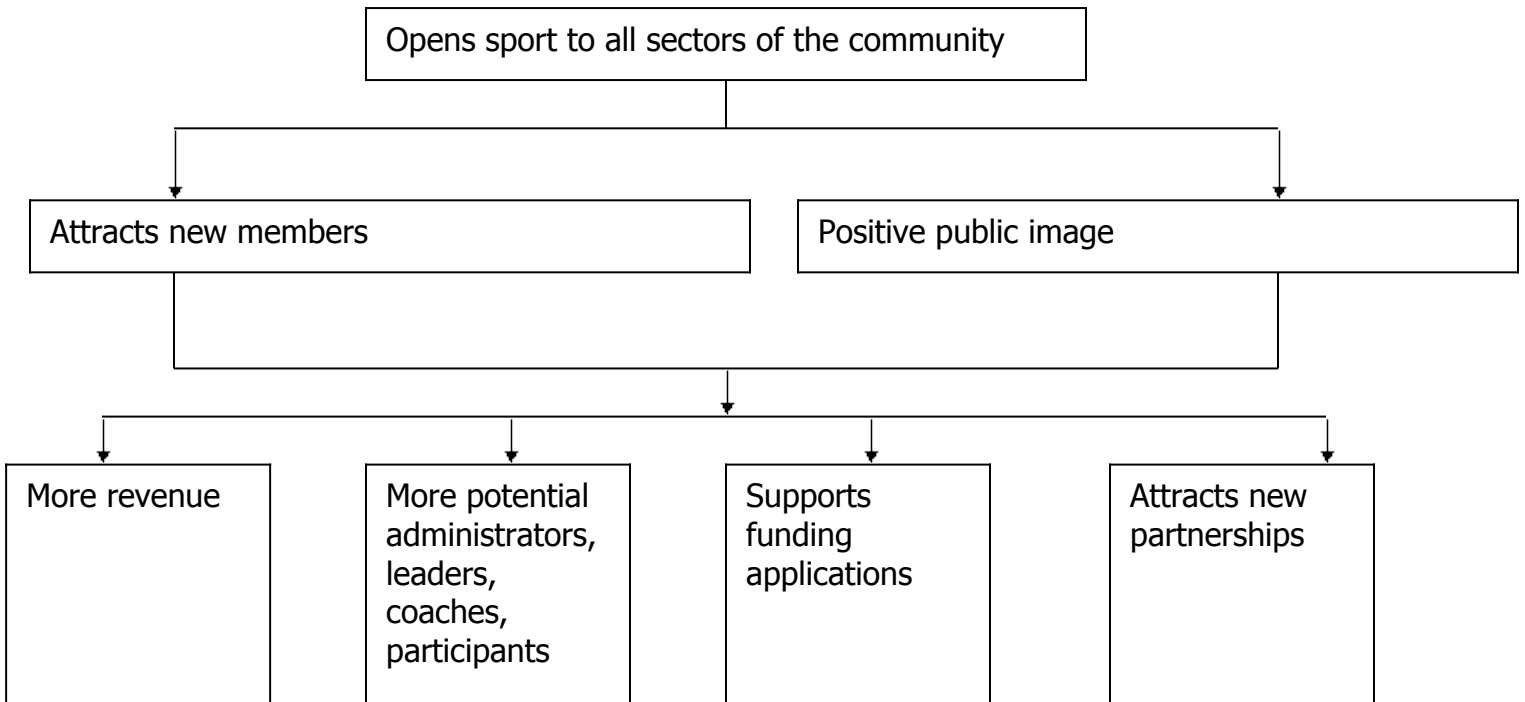 Opens sport to all sectors of the community
Attracts new members
Positive public image
More revenue
More potential
administrators,
leaders,
coaches,
participants
Supports
funding
applications
Attracts new
partnerships